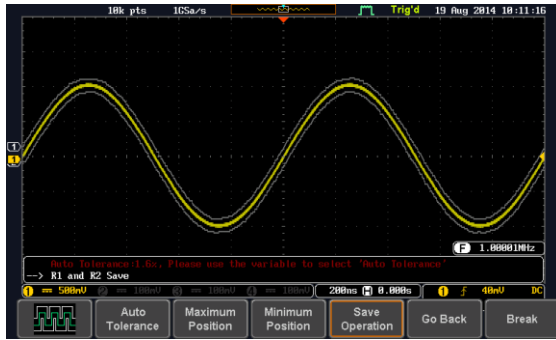 10k pts 1GSa/s Trig'd 19 Aug 2014 10:11:16
1
1
F 1.00001MHz
Auto Tolerance:1.6%, Please use the variable to select 'Auto Tolerance'
--> R1 and R2 Save
1 500mV 2 100mV 3 100mV 4 100mV 200ns H 0.000s 1 40mV DC
Auto Tolerance
Maximum Position
Minimum Position
Save Operation
Go Back
Break